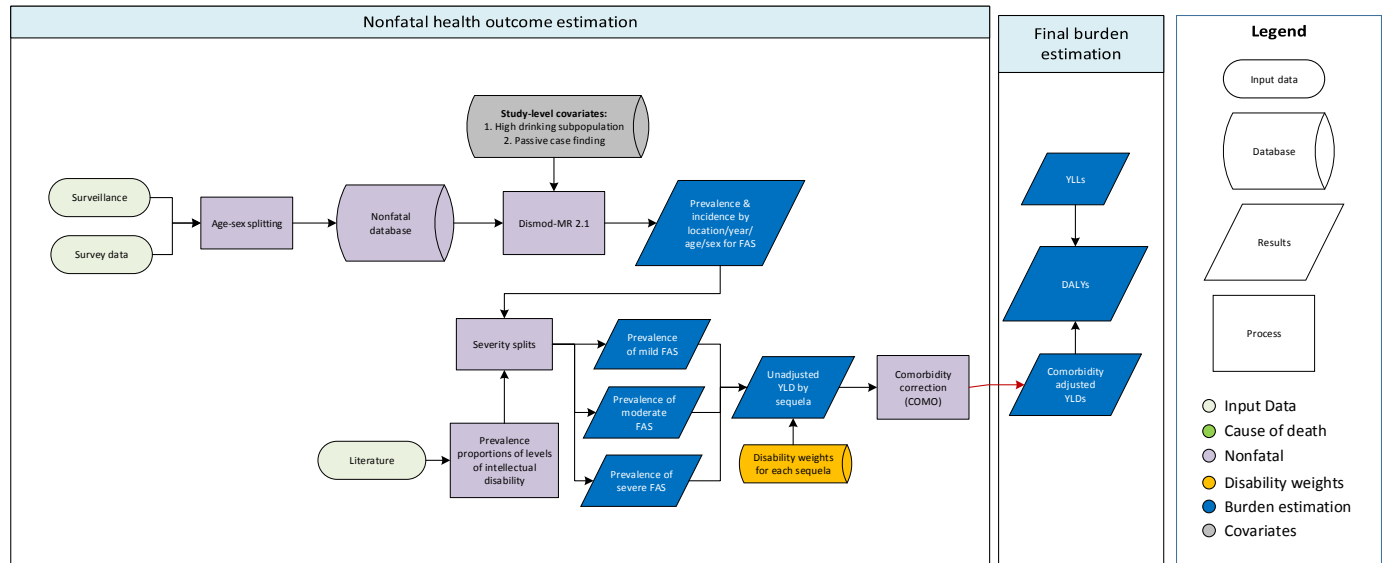 Nonfatal health outcome estimation
Final burden
estimation
Legend
Study-level covariates:
1. High drinking subpopulation
2. Passive case finding
Surveillance
Survey data
Age-sex splitting
Nonfatal
database
Dismod-MR 2.1
Prevalence &
incidence by
location/year/
age/sex for FAS
Severity splits
Prevalence
of mild FAS
Prevalence of
moderate
FAS
Prevalence of
severe FAS
Literature
Prevalence
proportions of levels
of intellectual
disability
Unadjusted
YLD by
sequela
Disability weights
for each sequela
Comorbidity
correction
(COMO)
YLLs
DALYs
Comorbidity
adjusted
YLDs
Input data
Database
Results
Process
Input Data
Cause of death
Nonfatal
Disability weights
Burden estimation
Covariates